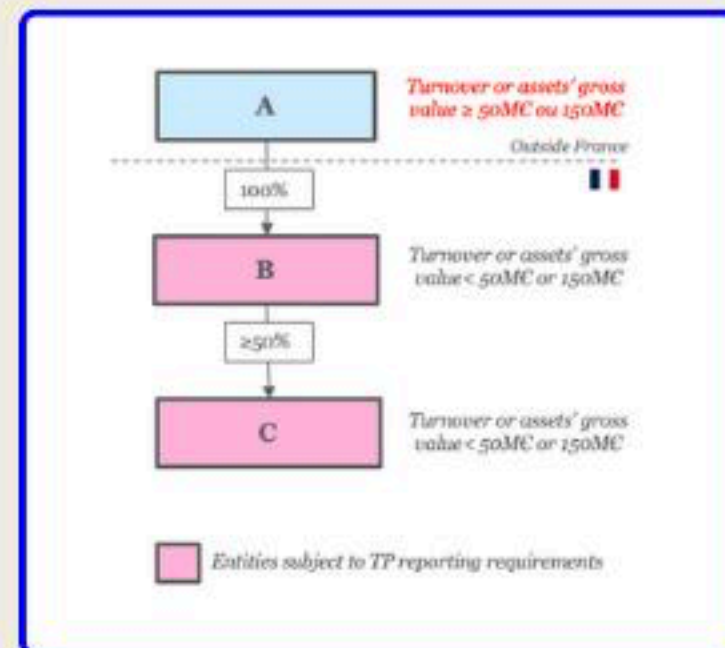 A
Turnover or assets' gross
value ≥ 50M€ ou 150M€
Outside France
100%
B
Turnover or assets' gross
value < 50M€ or 150M€
≥50%
C
Turnover or assets' gross
value < 50M€ or 150M€
Entities subject to TP reporting requirements